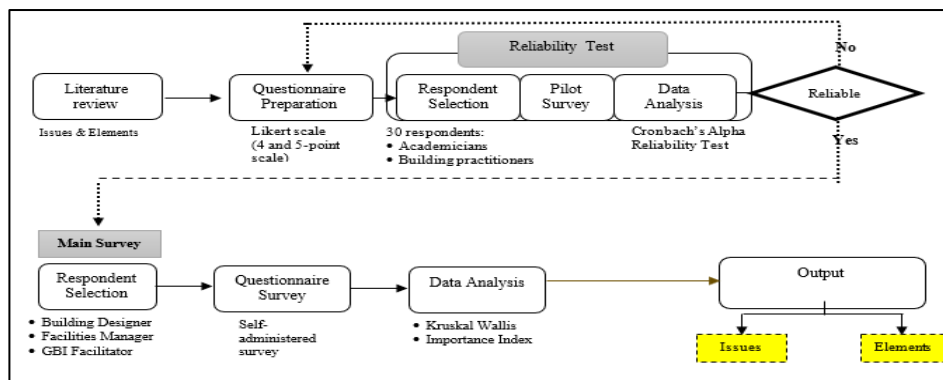 Reliability Test
No
Literature
review
Questionnaire
Preparation
Respondent
Selection
Pilot
Survey
Data
Analysis
Reliable
Issues & Elements
Likert scale
(4 and 5-point
scale)
30 respondents:
• Academicians
• Building practitioners
Cronbach's Alpha
Reliability Test
Yes
Main Survey
Respondent
Selection
Questionnaire
Survey
Data Analysis
Output
• Building Designer
• Facilities Manager
• GBI Facilitator
Self-
administered
survey
• Kruskal Wallis
• Importance Index
Issues
Elements